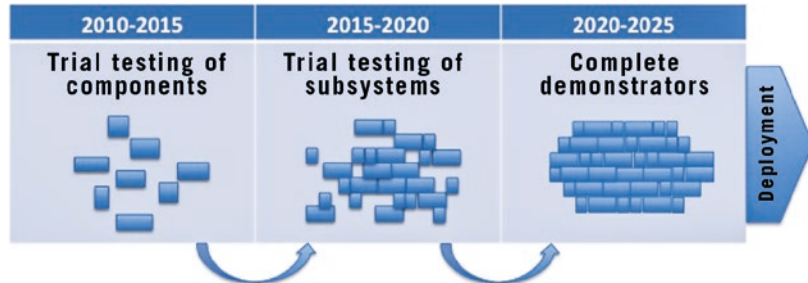 2010-2015
2015-2020
2020-2025
Trial testing of
components
Trial testing of
subsystems
Complete
demonstrators
Deployment